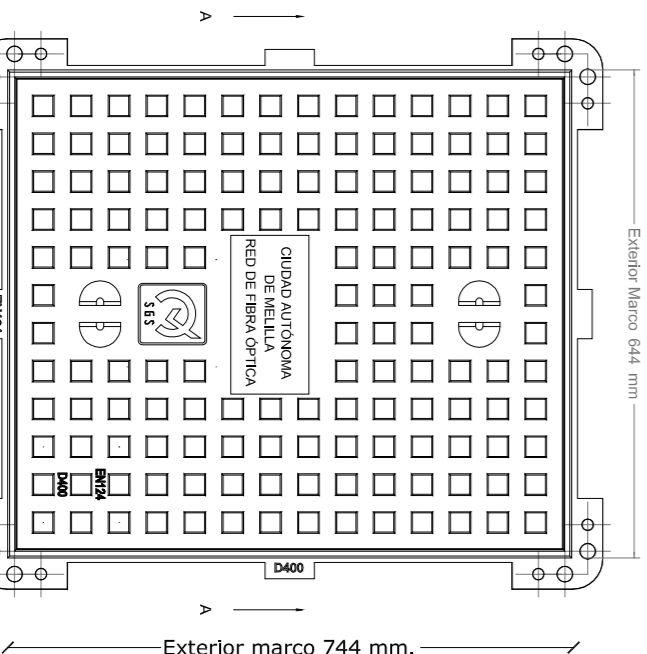 A
Exterior Marco 644 mm
CIUDAD AUTÓNOMA
DE MELILLA
RED DE FIBRA ÓPTICA
SGS
EN124
D400
D400
A
Exterior marco 744 mm.